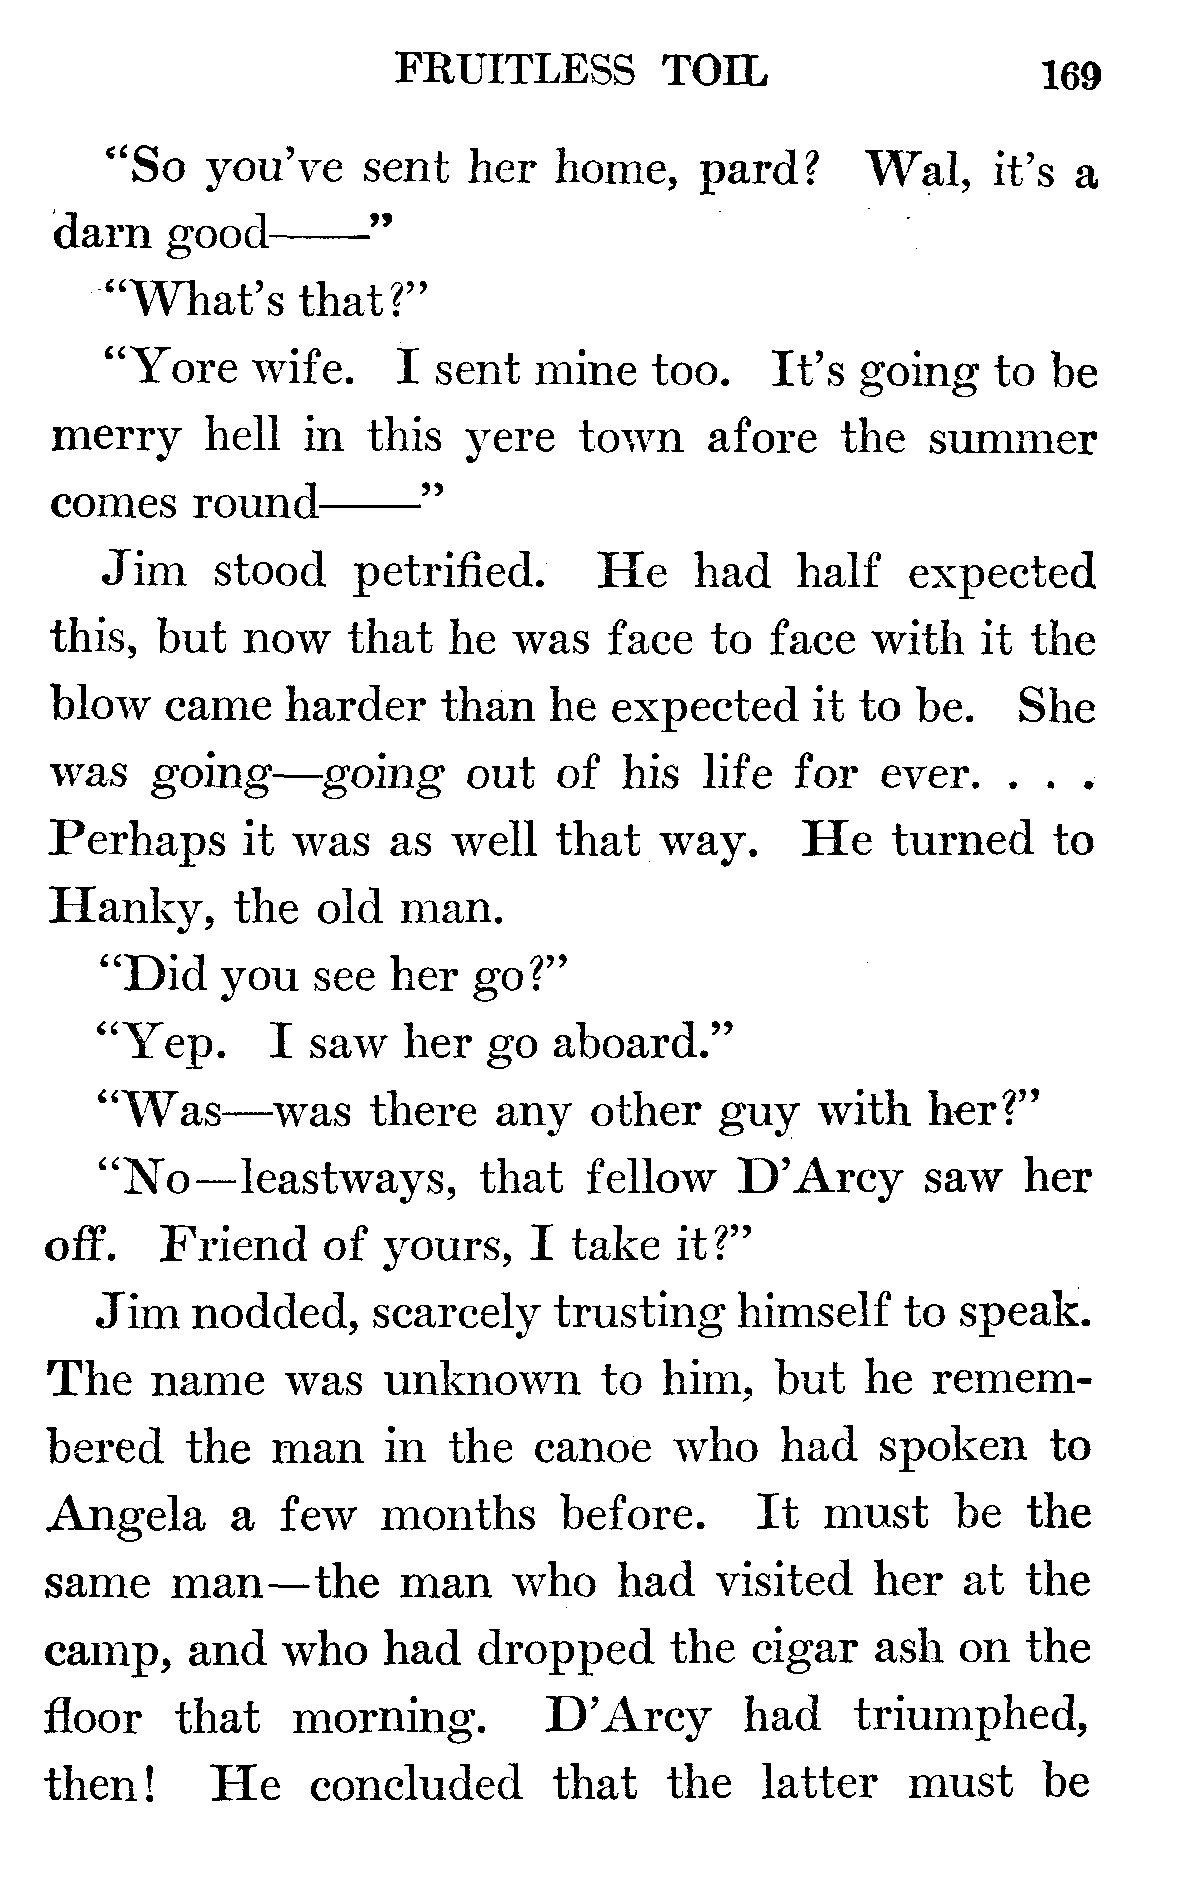 FRUITLESS TOIL 169
“So you’ve sent her home, pard? Wal, it’s a
darn good——”
“What’s that?”
“Yore wife. I sent mine too. It’s going to be
merry hell in this yere town afore the summer
comes round——”
Jim stood petrified. He had half expected
this, but now that he was face to face with it the
blow came harder than he expected it to be. She
was going—going out of his life for ever. . . .
Perhaps it was as well that way. He turned to
Hanky, the old man.
“Did you see her go?”
“Yep. I saw her go aboard.”
“Was—was there any other guy with her?”
“No—leastways, that fellow D’Arcy saw her
off. Friend of yours, I take it?”
Jim nodded, scarcely trusting himself to speak.
The name was unknown to him, but he remem-
bered the man in the canoe who had spoken to
Angela a few months before. It must be the
same man—the man who had visited her at the
camp, and who had dropped the cigar ash on the
floor that morning. D’Arcy had triumphed,
then! He concluded that the latter must be